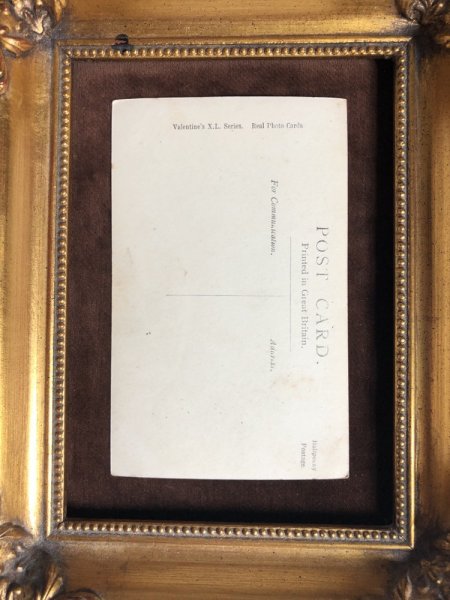 Valentine's X.L. Series. Real Photo Cards
POST CARD.
Printed in Great Britain.
For Communication.
Address.
Halfpenny
Postage.